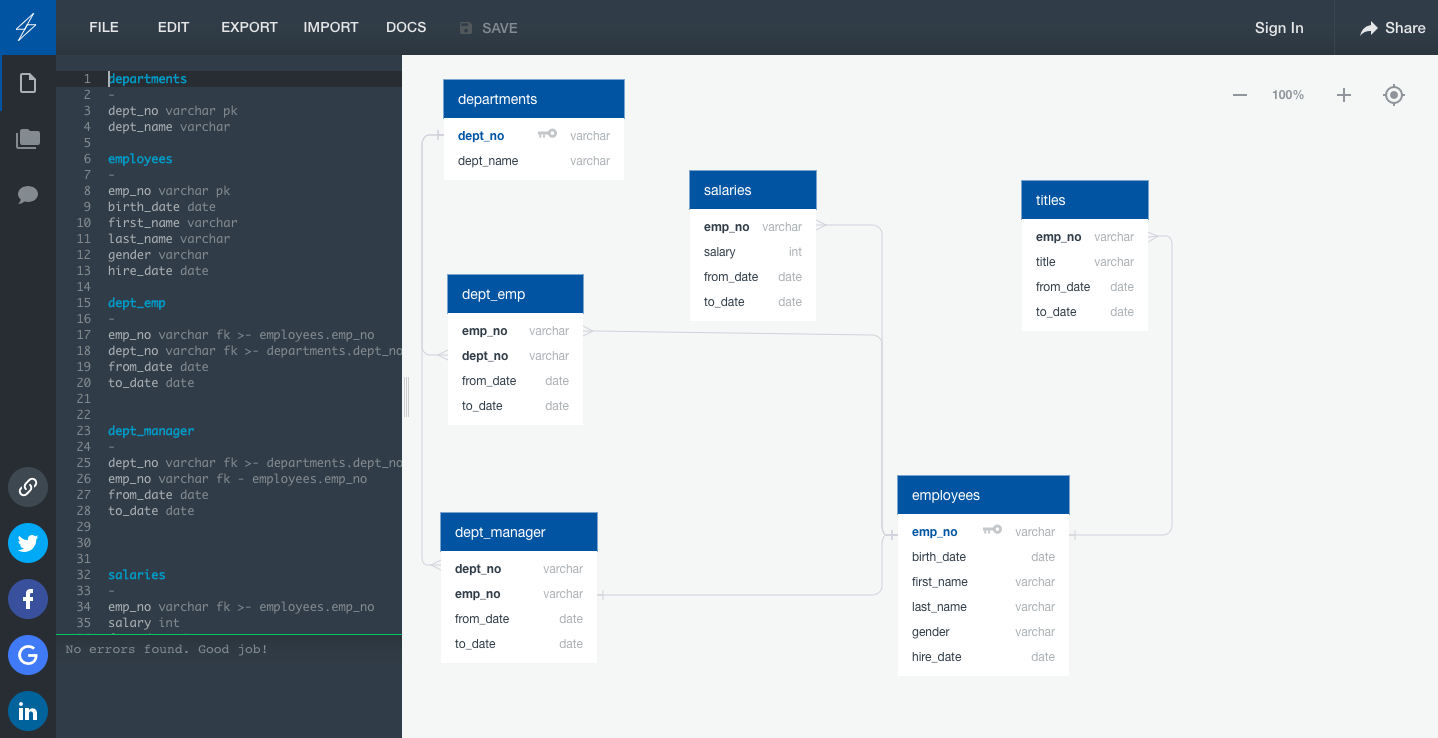 FILE EDIT EXPORT IMPORT DOCS SAVE Sign In Share
1 departments
2 -
3 dept_no varchar pk
4 dept_name varchar
5
6 employees
7 -
8 emp_no varchar pk
9 birth_date date
10 first_name varchar
11 last_name varchar
12 gender varchar
13 hire_date date
14
15 dept_emp
16 -
17 emp_no varchar fk >- employees.emp_no
18 dept_no varchar fk >- departments.dept_no
19 from_date date
20 to_date date
21
22
23 dept_manager
24 -
25 dept_no varchar fk >- departments.dept_no
26 emp_no varchar fk - employees.emp_no
27 from_date date
28 to_date date
29
30
31
32 salaries
33 -
34 emp_no varchar fk >- employees.emp_no
35 salary int
No errors found. Good job!
100%
departments
dept_no varchar
dept_name varchar
salaries
emp_no varchar
salary int
from_date date
to_date date
titles
emp_no varchar
title varchar
from_date date
to_date date
dept_emp
emp_no varchar
dept_no varchar
from_date date
to_date date
dept_manager
dept_no varchar
emp_no varchar
from_date date
to_date date
employees
emp_no varchar
birth_date date
first_name varchar
last_name varchar
gender varchar
hire_date date
f
G
in